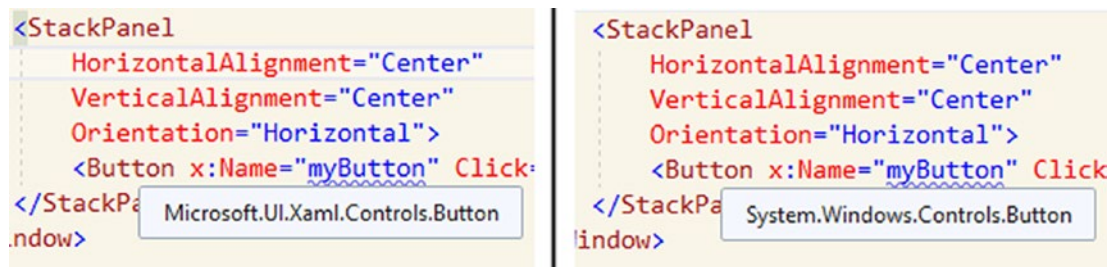 <StackPanel
HorizontalAlignment="Center"
VerticalAlignment="Center"
Orientation="Horizontal">
<Button x:Name="myButton" Click=
</StackPa
Microsoft.UI.Xaml.Controls.Button
ndow>
<StackPanel
HorizontalAlignment="Center"
VerticalAlignment="Center"
Orientation="Horizontal">
<Button x:Name="myButton" Click
</StackPa
System.Windows.Controls.Button
indow>